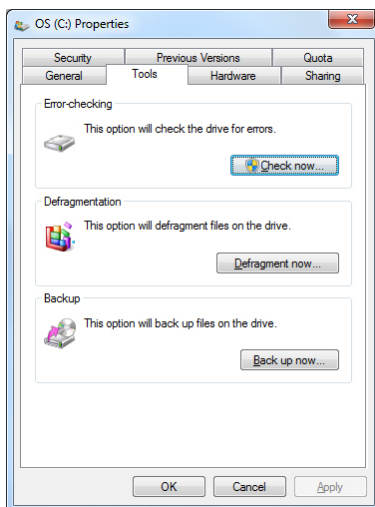 OS (C:) Properties
Security Previous Versions Quota
General Tools Hardware Sharing
Error-checking
This option will check the drive for errors.
Check now...
Defragmentation
This option will defragment files on the drive.
Defragment now...
Backup
This option will back up files on the drive.
Back up now...
OK Cancel Apply